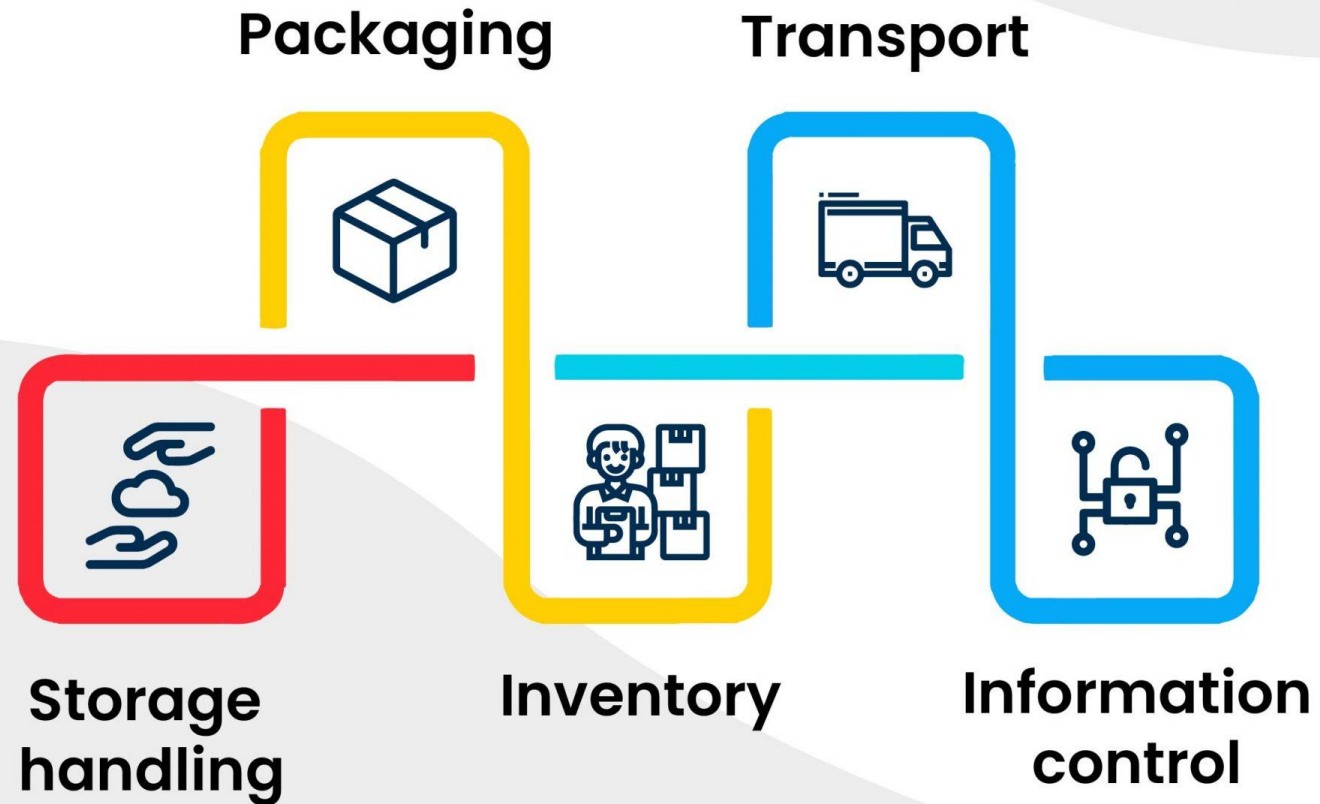 Packaging
Transport
Storage
handling
Inventory
Information
control